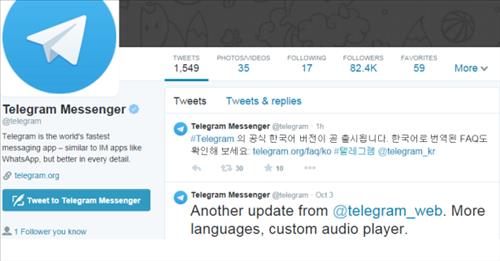 TWEETS PHOTOS/VIDEOS FOLLOWING FOLLOWERS FAVORITES
1,549 35 17 82.4K 59 More
Telegram Messenger
@telegram
Telegram is the world's fastest
messaging app – similar to IM apps like
WhatsApp, but better in every detail.
telegram.org
Tweet to Telegram Messenger
1 Follower you know
Tweets Tweets & replies
Telegram Messenger @telegram · 1h
#Telegram 의 공식 한국어 버전이 곧 출시됩니다. 한국어로 번역된 FAQ도
확인해 보세요: telegram.org/faq/ko #텔레그램 @telegram_kr
30 10
Telegram Messenger @telegram · Oct 3
Another update from @telegram_web. More
languages, custom audio player.